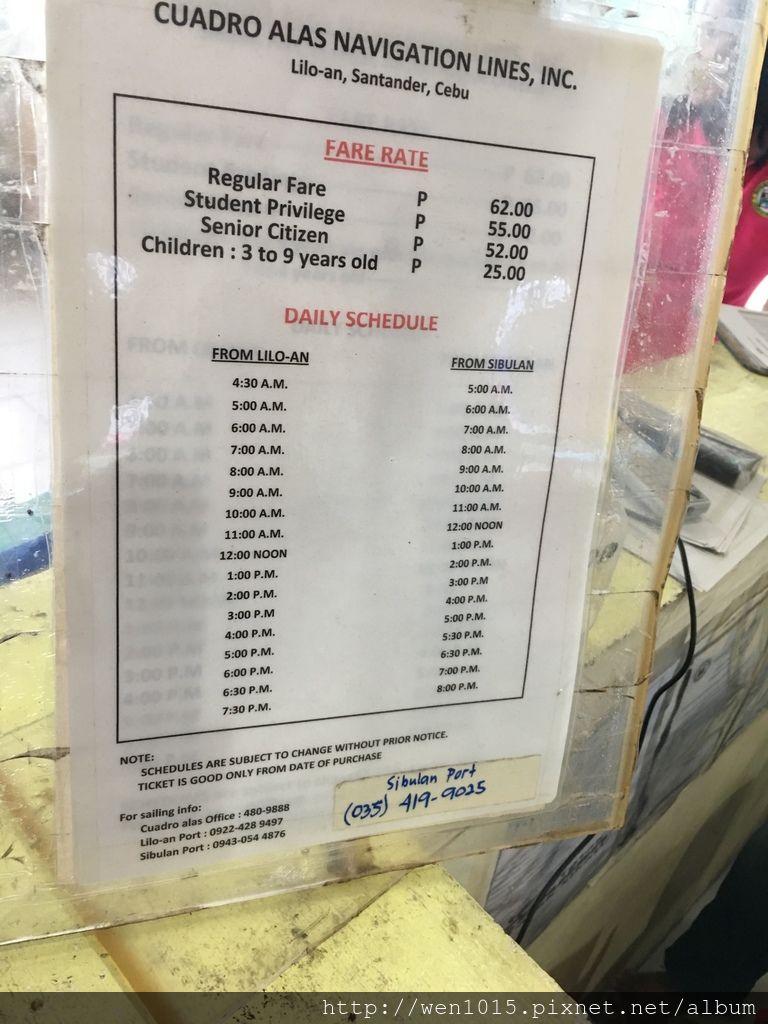 CUADRO ALAS NAVIGATION LINES, INC.
Lilo-an, Santander, Cebu
FARE RATE
Regular Fare P 62.00
Student Privilege P 55.00
Senior Citizen P 52.00
Children : 3 to 9 years old P 25.00
DAILY SCHEDULE
FROM LILO-AN FROM SIBULAN
4:30 A.M. 5:00 A.M.
5:00 A.M. 6:00 A.M.
6:00 A.M. 7:00 A.M.
7:00 A.M. 8:00 A.M.
8:00 A.M. 9:00 A.M.
9:00 A.M. 10:00 A.M.
10:00 A.M. 11:00 A.M.
11:00 A.M. 12:00 NOON
12:00 NOON 1:00 P.M.
1:00 P.M. 2:00 P.M.
2:00 P.M. 3:00 P.M
3:00 P.M 4:00 P.M.
4:00 P.M. 5:00 P.M.
5:00 P.M. 5:30 P.M.
6:00 P.M. 6:30 P.M.
6:30 P.M. 7:00 P.M.
7:30 P.M. 8:00 P.M.
NOTE:
SCHEDULES ARE SUBJECT TO CHANGE WITHOUT PRIOR NOTICE.
TICKET IS GOOD ONLY FROM DATE OF PURCHASE
For sailing info:
Cuadro alas Office : 480-9888
Lilo-an Port : 0922-428 9497
Sibulan Port : 0943-054 4876
Sibulan Port
(035) 419-9025
http://wen1015.pixnet.net/album